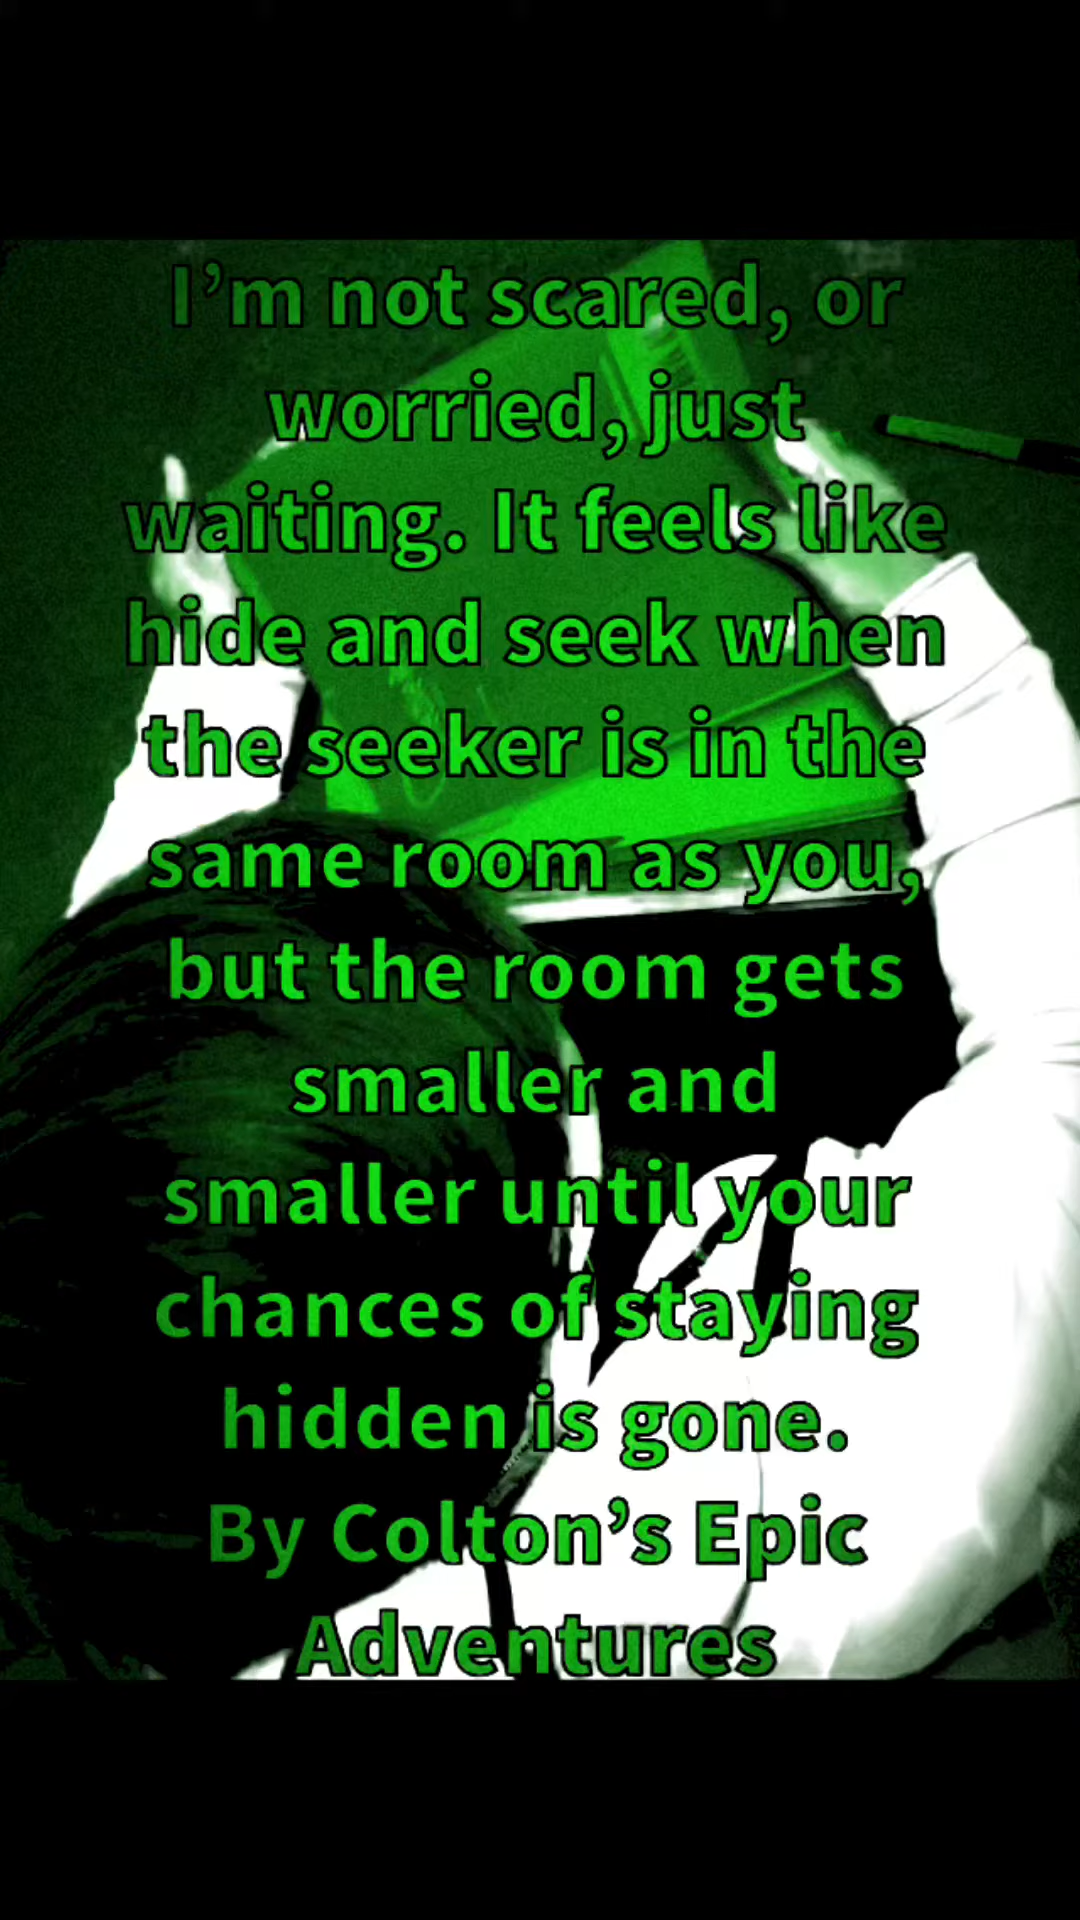 I’m not scared, or
worried, just
waiting. It feels like
hide and seek when
the seeker is in the
same room as you,
but the room gets
smaller and
smaller until your
chances of staying
hidden is gone.
By Colton’s Epic
Adventures